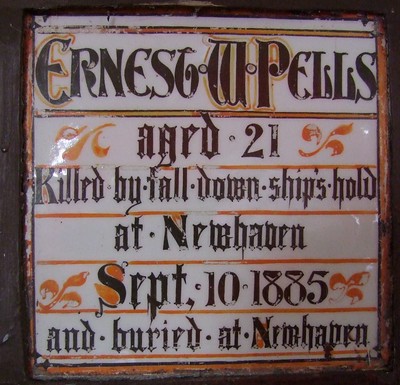 ERNEST·W·PELLS
aged · 21
Killed · by · fall · down · ship's · hold
at · Newhaven
Sept, · 10 · 1885
and · buried · at · Newhaven